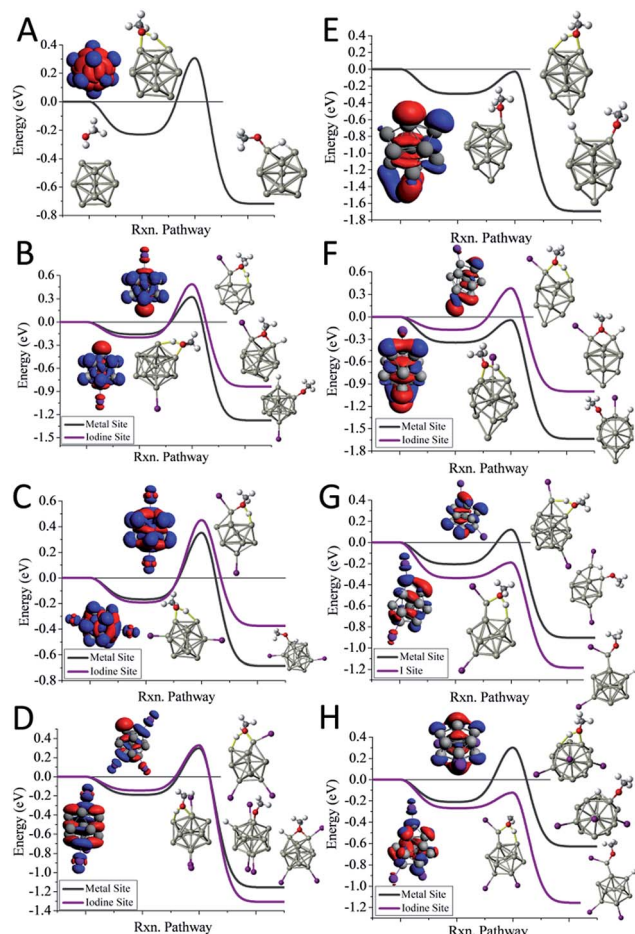 A
Energy (eV)
0.4
0.2
0.0
-0.2
-0.4
-0.6
-0.8
Rxn. Pathway
B
Energy (eV)
0.6
0.3
0.0
-0.3
-0.6
-0.9
-1.2
-1.5
Metal Site
Iodine Site
Rxn. Pathway
C
Energy (eV)
0.6
0.4
0.2
0.0
-0.2
-0.4
-0.6
-0.8
Metal Site
Iodine Site
Rxn. Pathway
D
Energy (eV)
0.6
0.4
0.2
0.0
-0.2
-0.4
-0.6
-0.8
-1.0
-1.2
-1.4
Metal Site
Iodine Site
Rxn. Pathway
E
Energy (eV)
0.4
0.2
0.0
-0.2
-0.4
-0.6
-0.8
-1.0
-1.2
-1.4
-1.6
-1.8
Rxn. Pathway
F
Energy (eV)
0.6
0.3
0.0
-0.3
-0.6
-0.9
-1.2
-1.5
-1.8
Metal Site
Iodine Site
Rxn. Pathway
G
Energy (eV)
0.4
0.2
0.0
-0.2
-0.4
-0.6
-0.8
-1.0
-1.2
Metal Site
I Site
Rxn. Pathway
H
Energy (eV)
0.4
0.2
0.0
-0.2
-0.4
-0.6
-0.8
-1.0
-1.2
Metal Site
Iodine Site
Rxn. Pathway